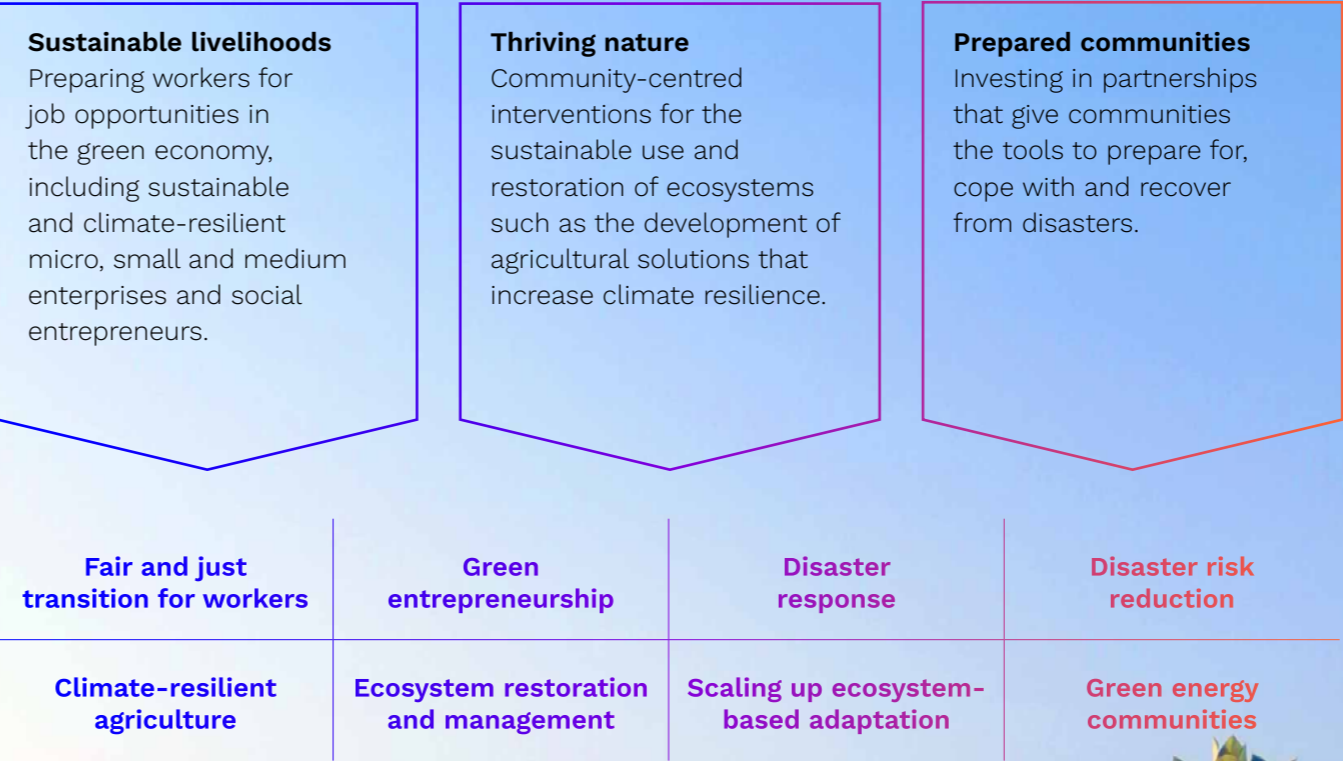 Sustainable livelihoods
Preparing workers for
job opportunities in
the green economy,
including sustainable
and climate-resilient
micro, small and medium
enterprises and social
entrepreneurs.
Thriving nature
Community-centred
interventions for the
sustainable use and
restoration of ecosystems
such as the development of
agricultural solutions that
increase climate resilience.
Prepared communities
Investing in partnerships
that give communities
the tools to prepare for,
cope with and recover
from disasters.
Fair and just
transition for workers
Green
entrepreneurship
Disaster
response
Disaster risk
reduction
Climate-resilient
agriculture
Ecosystem restoration
and management
Scaling up ecosystem-
based adaptation
Green energy
communities